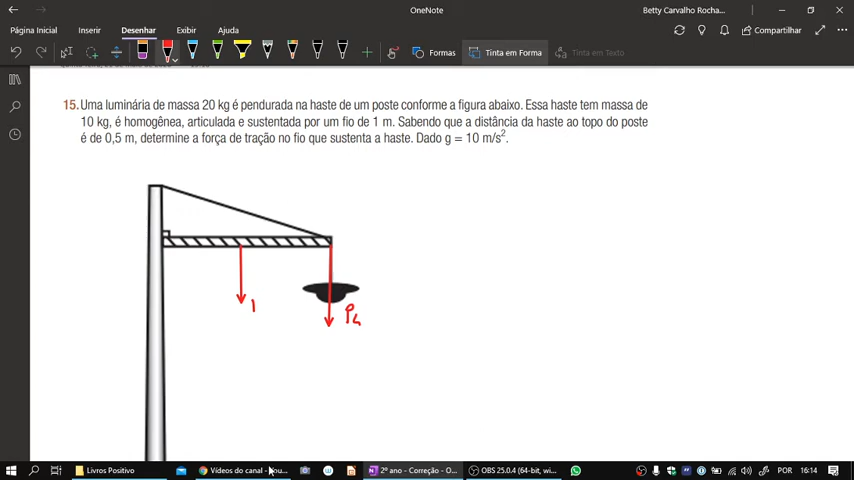 OneNote
Betty Carvalho Rocha...
Página Inicial
Inserir
Desenhar
Exibir
Ajuda
Compartilhar
Formas
Tinta em Forma
Tinta em Texto
15. Uma luminária de massa 20 kg é pendurada na haste de um poste conforme a figura abaixo. Essa haste tem massa de
10 kg, é homogênea, articulada e sustentada por um fio de 1 m. Sabendo que a distância da haste ao topo do poste
é de 0,5 m, determine a força de tração no fio que sustenta a haste. Dado g = 10 m/s².
Livros Positivo
Vídeos do canal - You...
2º ano - Correção - O...
OBS 25.0.4 (64-bit, wi...
POR
16:14